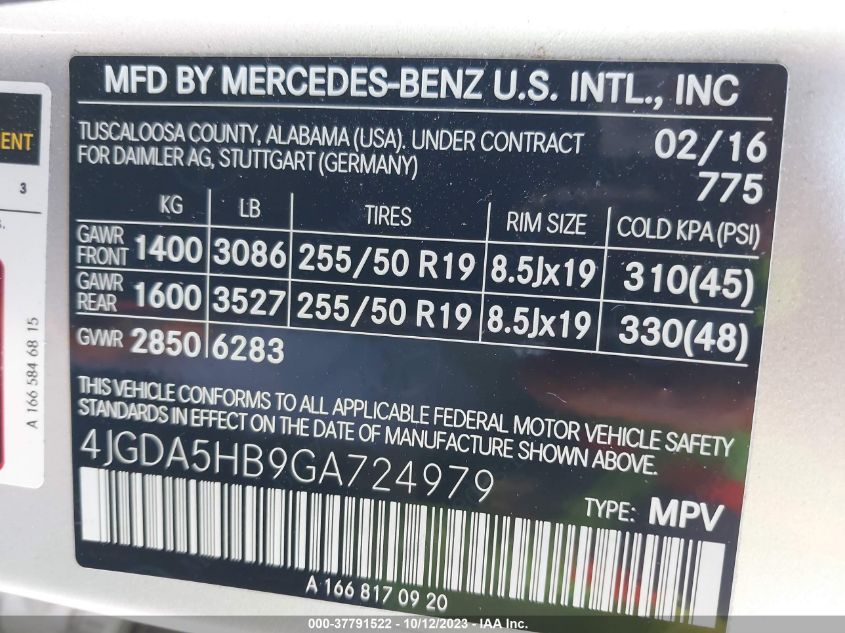 MFD BY MERCEDES-BENZ U.S. INTL., INC
TUSCALOOSA COUNTY, ALABAMA (USA). UNDER CONTRACT
FOR DAIMLER AG, STUTTGART (GERMANY)
02/16
775
KG LB TIRES RIM SIZE COLD KPA (PSI)
GAWR FRONT 1400 3086 255/50 R19 8.5Jx19 310(45)
GAWR REAR 1600 3527 255/50 R19 8.5Jx19 330(48)
GVWR 2850 6283
THIS VEHICLE CONFORMS TO ALL APPLICABLE FEDERAL MOTOR VEHICLE SAFETY
STANDARDS IN EFFECT ON THE DATE OF MANUFACTURE SHOWN ABOVE.
4JGDA5HB9GA724979
TYPE: MPV
A 166 817 09 20
ENT
3
S.
A 166 584 68 15
000-37791522 - 10/12/2023 - IAA Inc.